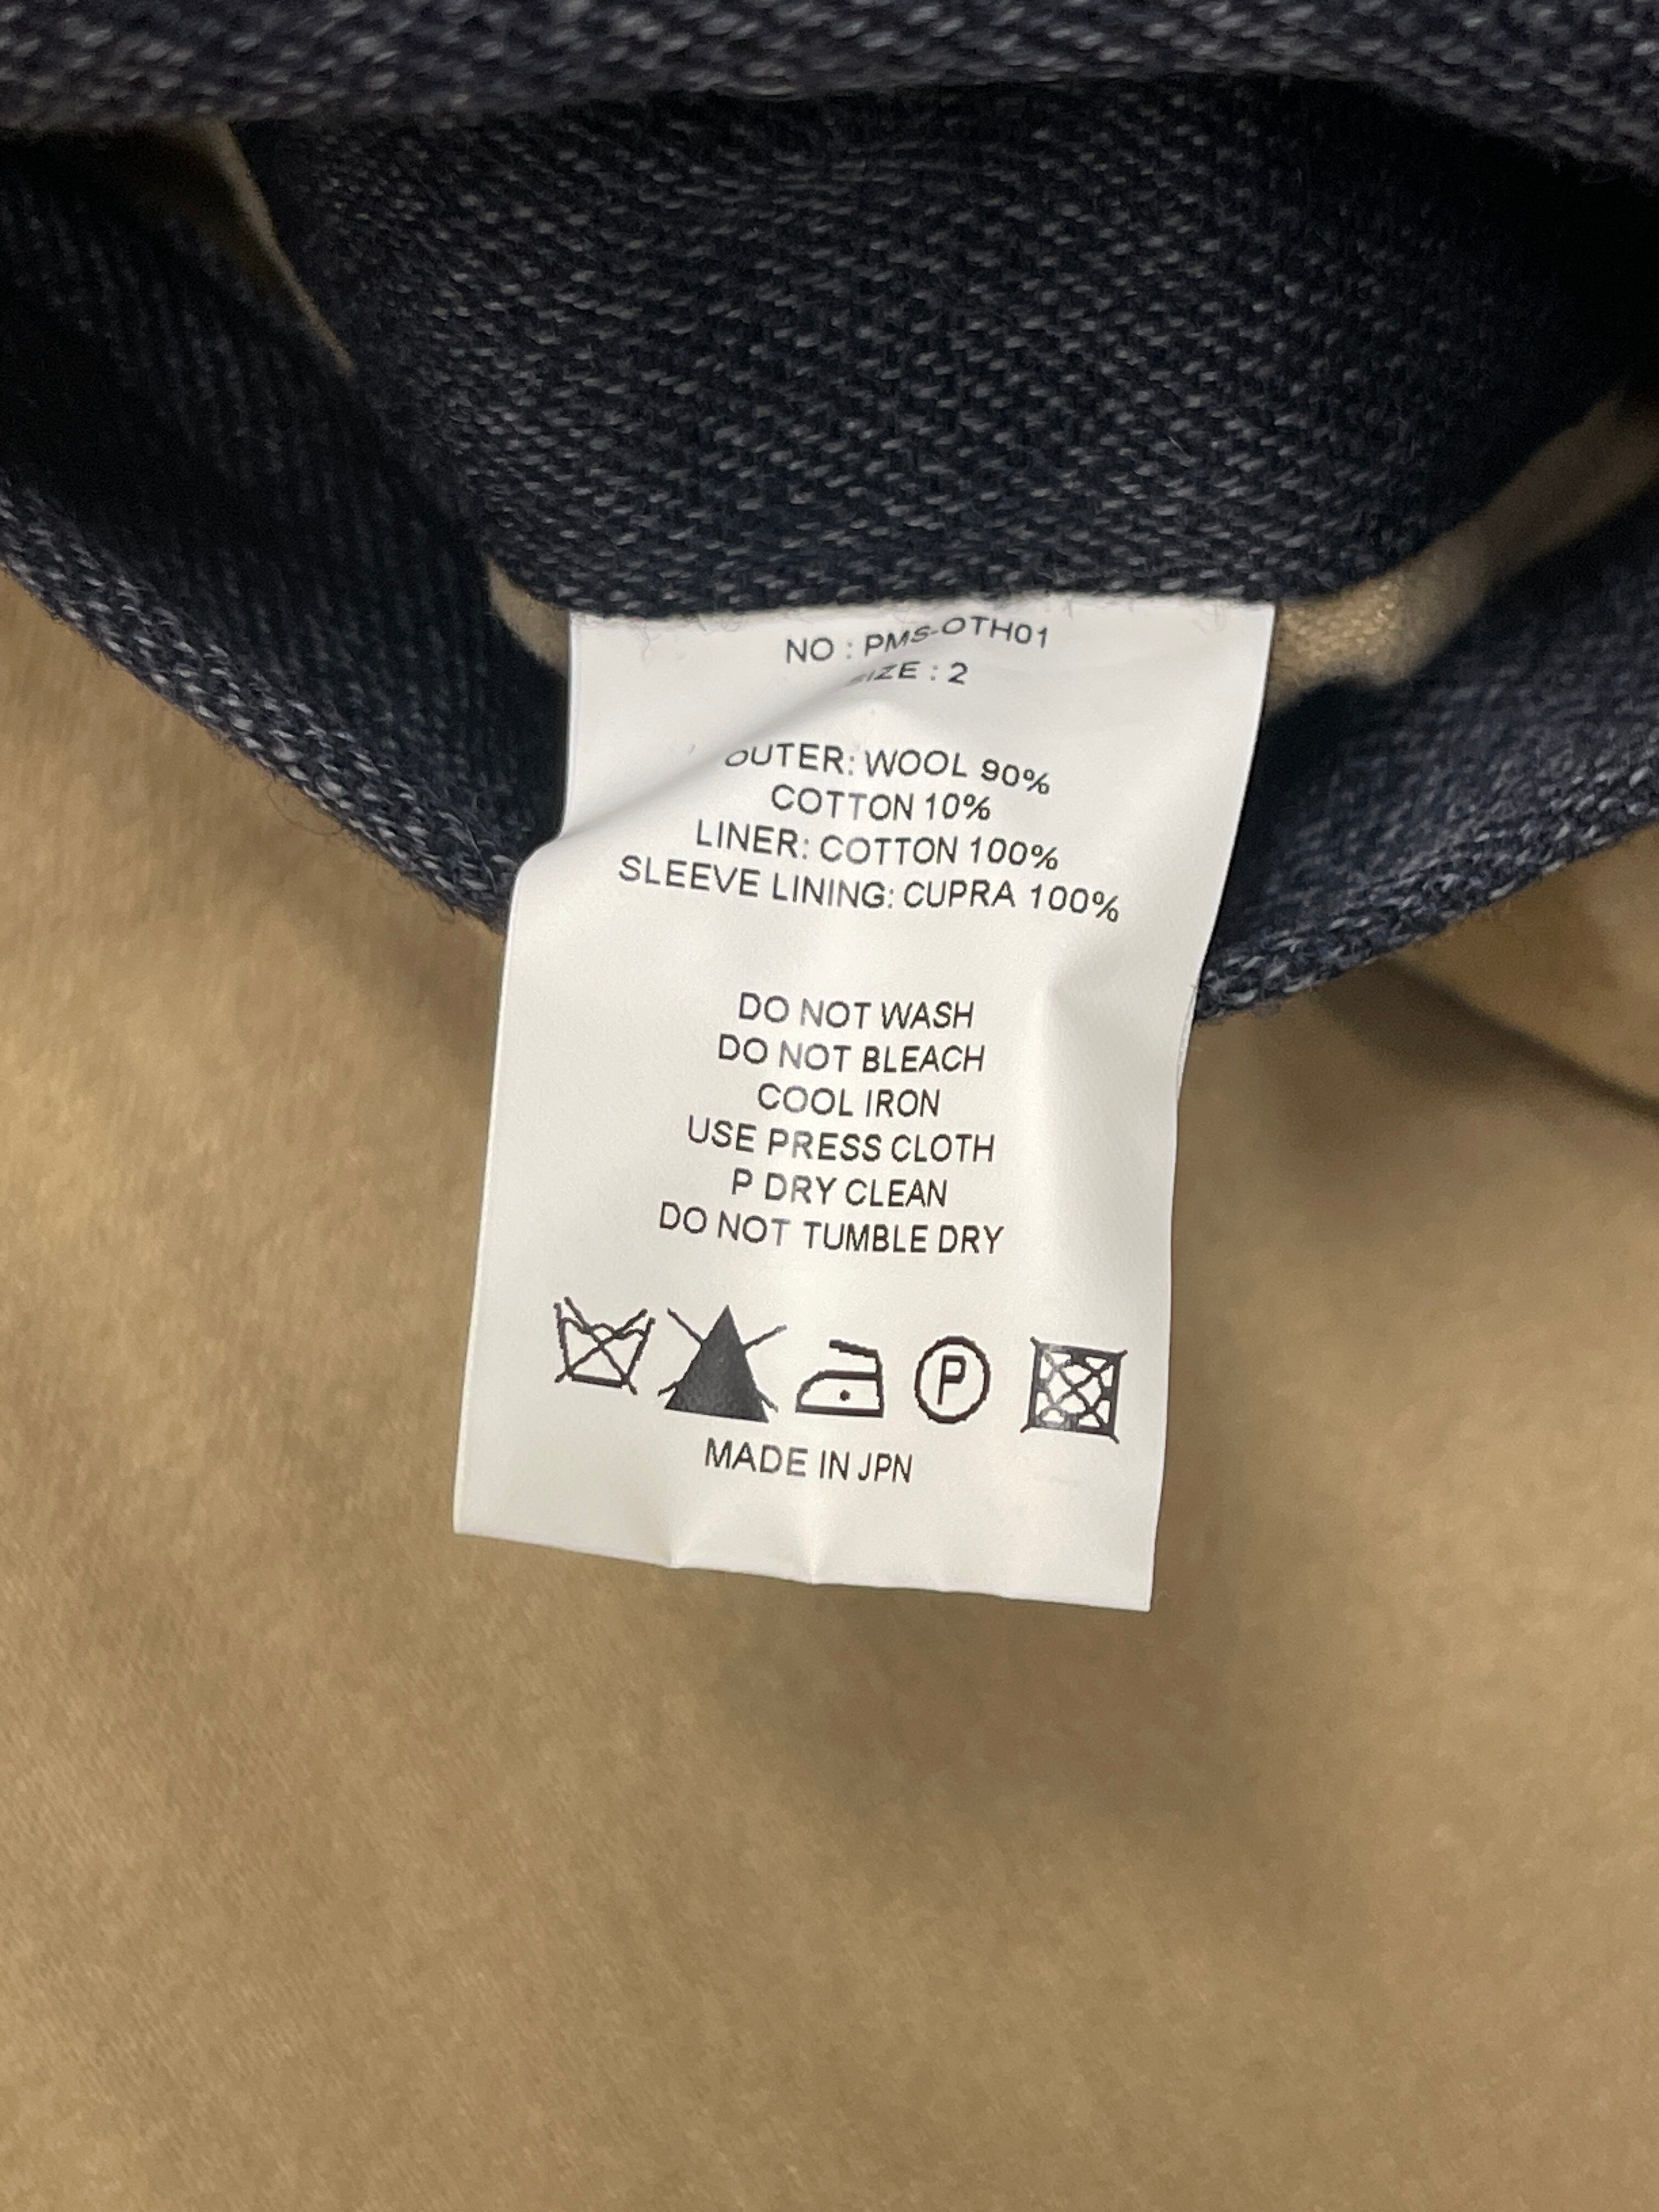 NO : PMS-OTH01
SIZE : 2
OUTER: WOOL 90%
COTTON 10%
LINER: COTTON 100%
SLEEVE LINING: CUPRA 100%
DO NOT WASH
DO NOT BLEACH
COOL IRON
USE PRESS CLOTH
P DRY CLEAN
DO NOT TUMBLE DRY
P
MADE IN JPN